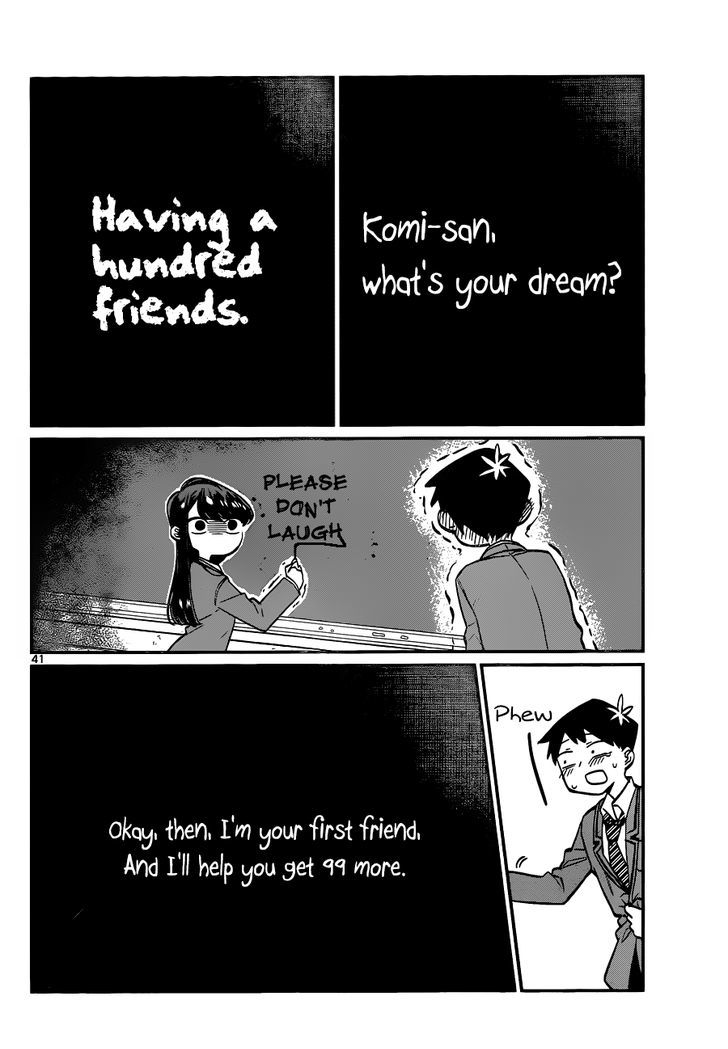 Komi-san,
what's your dream?
Having a
hundred
friends.
PLEASE
DON'T
LAUGH
41
Phew
Okay, then, I'm your first friend.
And I'll help you get 99 more.